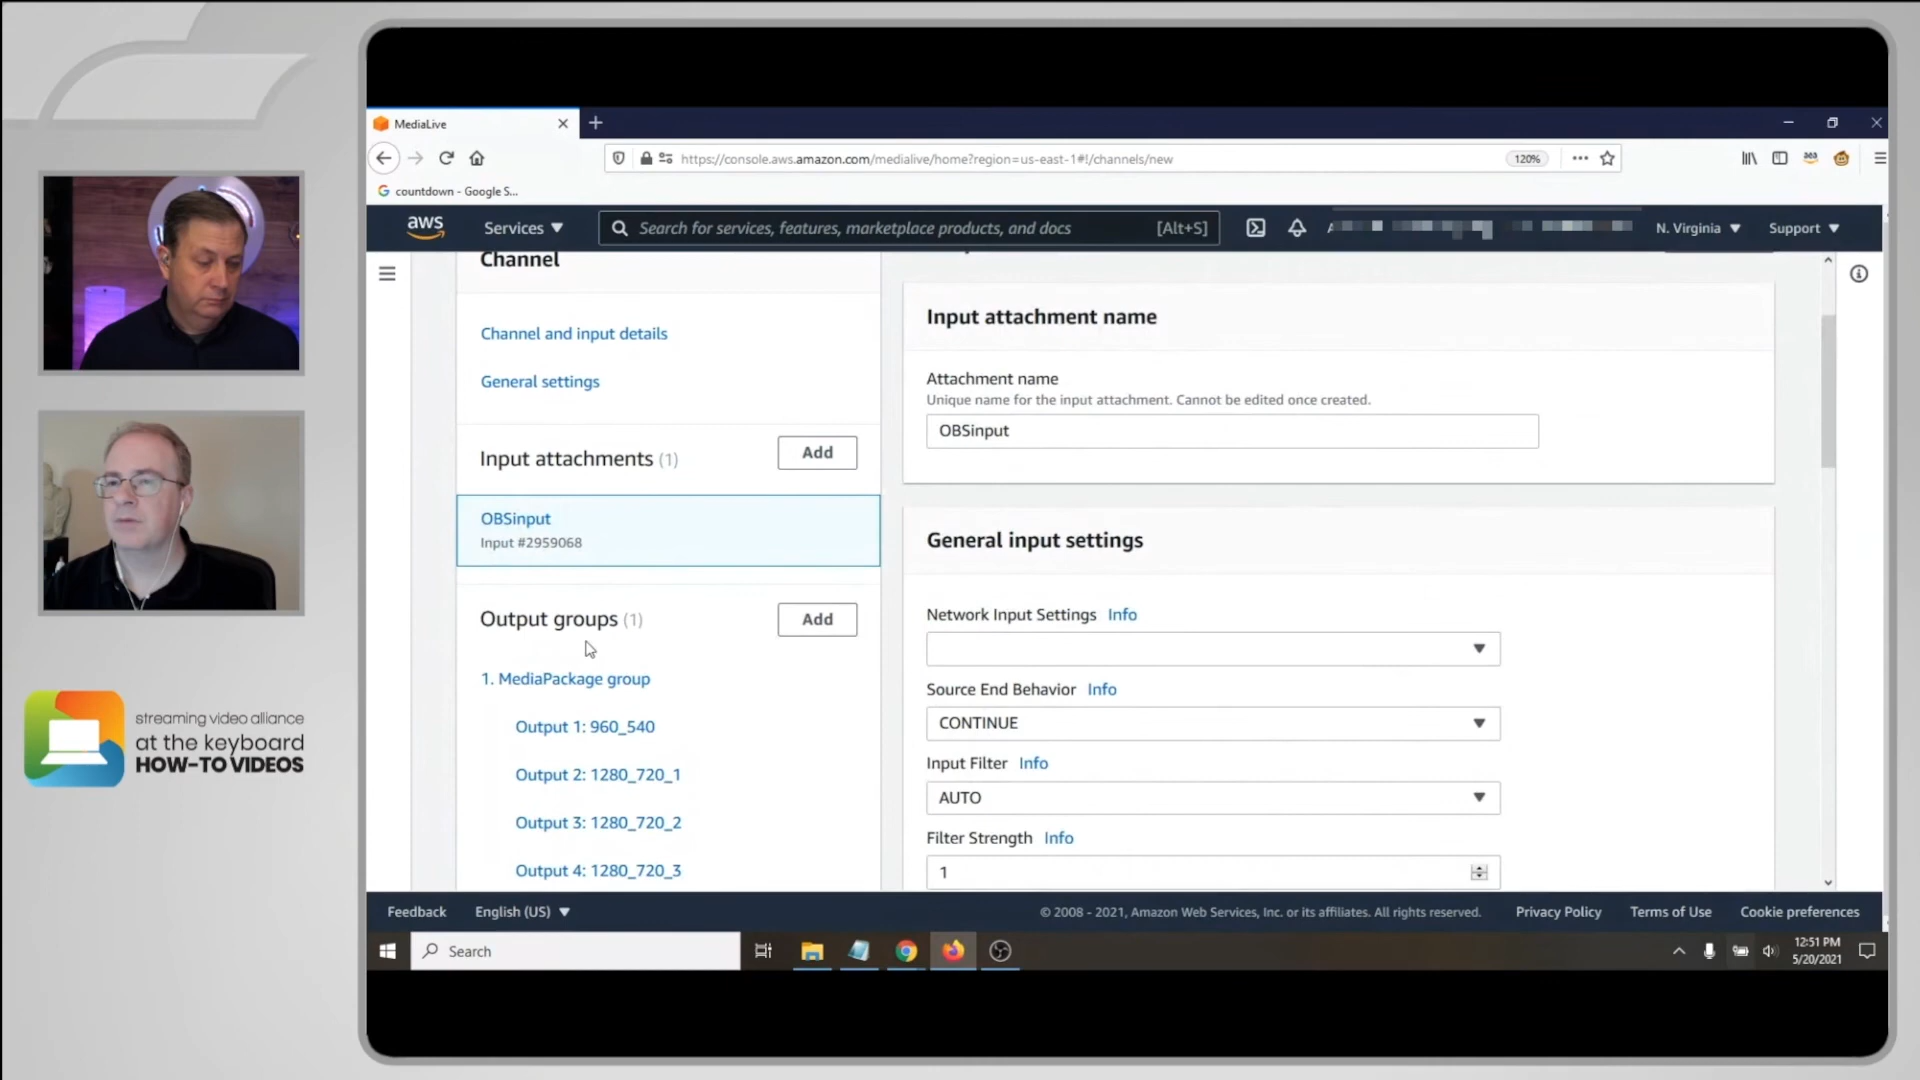 MediaLive
https://console.aws.amazon.com/medialive/home?region=us-east-1#!/channels/new
120%
countdown - Google S...
aws
Services
Search for services, features, marketplace products, and docs
[Alt+S]
N. Virginia
Support
Channel
Channel and input details
General settings
Input attachments (1)
Add
OBSinput
Input #2959068
Output groups (1)
Add
1. MediaPackage group
Output 1: 960_540
Output 2: 1280_720_1
Output 3: 1280_720_2
Output 4: 1280_720_3
Input attachment name
Attachment name
Unique name for the input attachment. Cannot be edited once created.
OBSinput
General input settings
Network Input Settings Info
Source End Behavior Info
CONTINUE
Input Filter Info
AUTO
Filter Strength Info
1
Feedback
English (US)
© 2008 - 2021, Amazon Web Services, Inc. or its affiliates. All rights reserved.
Privacy Policy
Terms of Use
Cookie preferences
Search
12:51 PM
5/20/2021
streaming video alliance
at the keyboard
HOW-TO VIDEOS